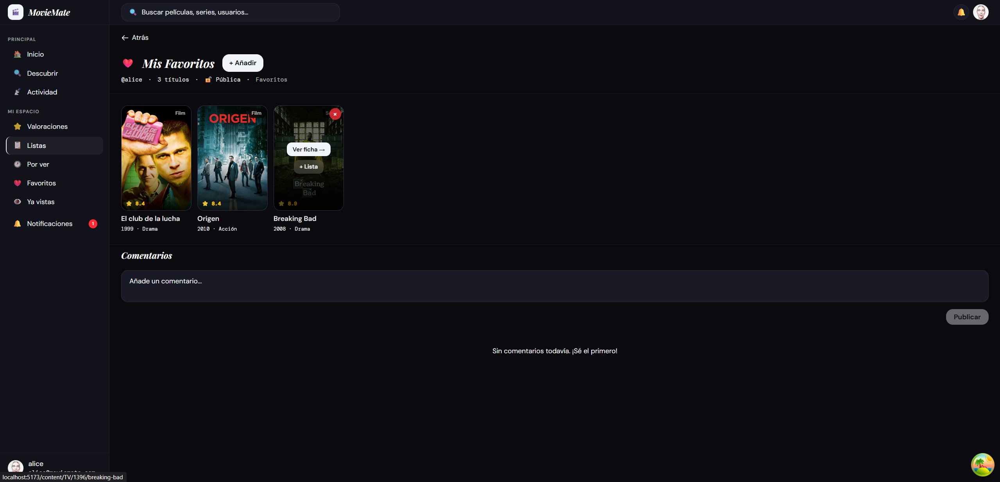 MovieMate
Buscar películas, series, usuarios...
PRINCIPAL
Inicio
Descubrir
Actividad
MI ESPACIO
Valoraciones
Listas
Por ver
Favoritos
Ya vistas
Notificaciones 1
← Atrás
Mis Favoritos
+ Añadir
@alice · 3 títulos · Pública · Favoritos
Film
EL CLUB DE
LA LUCHA
8.4
El club de la lucha
1999 · Drama
Film
ORIGEN
8.4
Origen
2010 · Acción
×
Ver ficha →
+ Lista
Breaking
Bad
8.9
Breaking Bad
2008 · Drama
Comentarios
Añade un comentario...
Publicar
Sin comentarios todavía. ¡Sé el primero!
alice
localhost:5173/content/TV/1396/breaking-bad